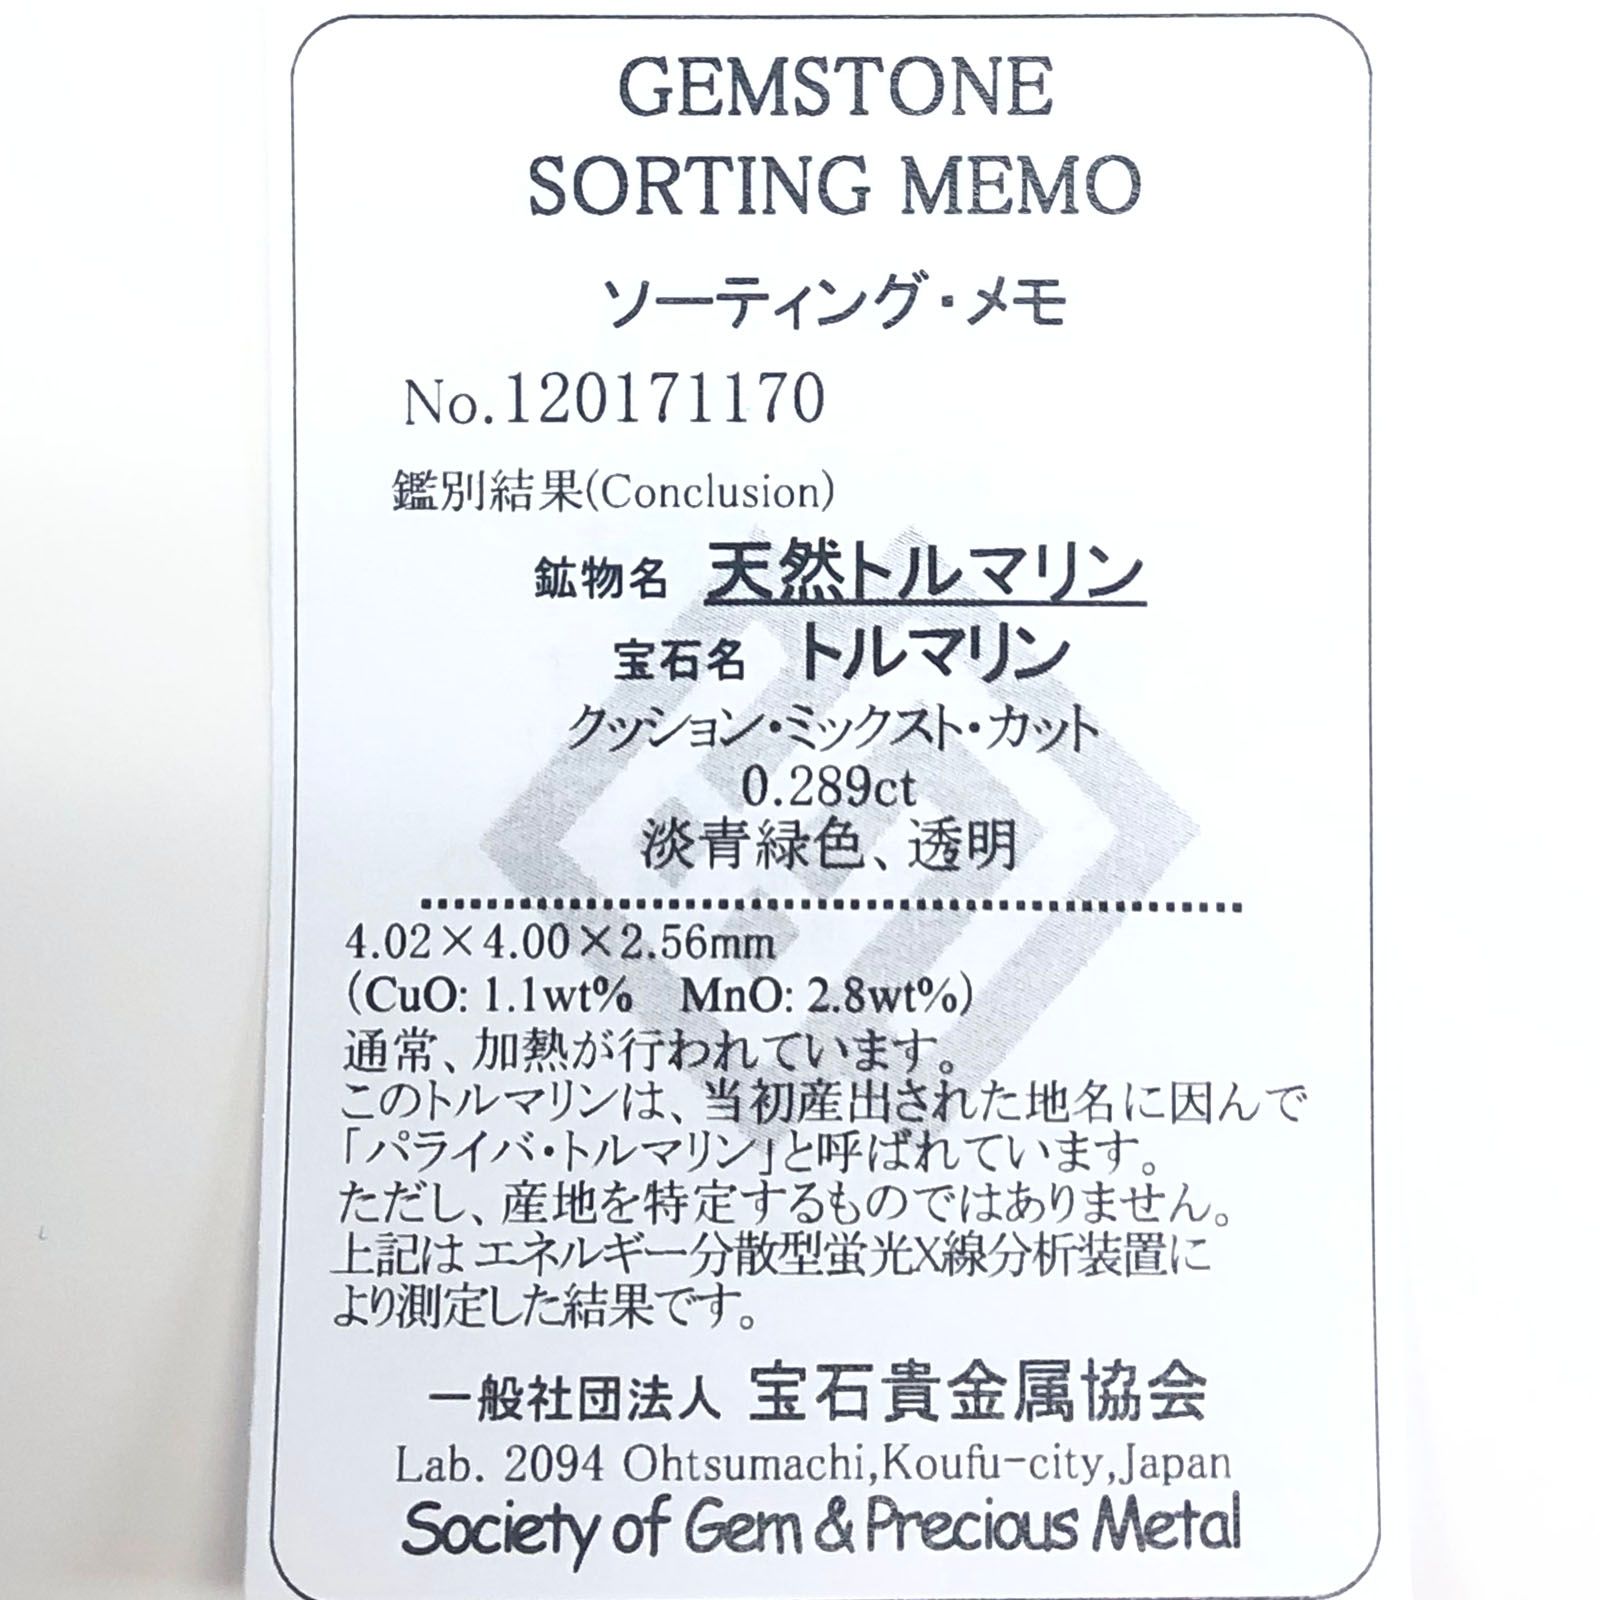 GEMSTONE
SORTING MEMO
ソーティング・メモ
No.120171170
鑑別結果(Conclusion)
鉱物名 天然トルマリン
宝石名 トルマリン
クッション・ミックスト・カット
0.289ct
淡青緑色、透明
4.02×4.00×2.56mm
(CuO: 1.1wt% MnO: 2.8wt%)
通常、加熱が行われています。
このトルマリンは、当初産出された地名に因んで
「パライバ・トルマリン」と呼ばれています。
ただし、産地を特定するものではありません。
上記はエネルギー分散型蛍光X線分析装置に
より測定した結果です。
一般社団法人 宝石貴金属協会
Lab. 2094 Ohtsumachi,Koufu-city,Japan
Society of Gem & Precious Metal